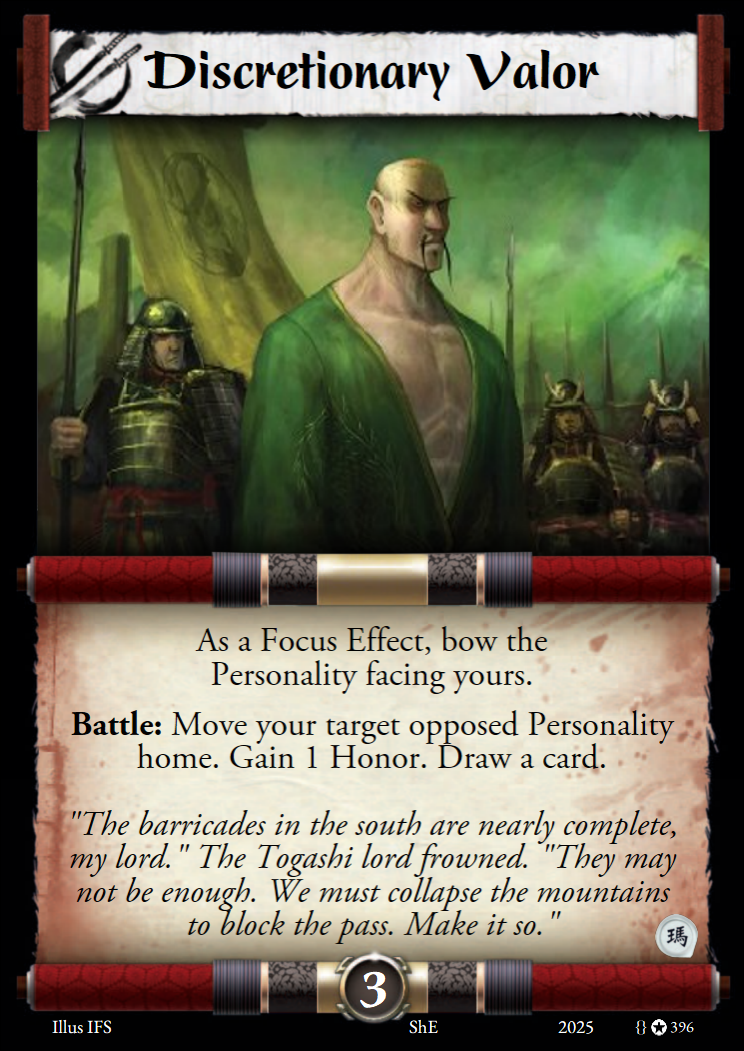 Discretionary Valor
As a Focus Effect, bow the
Personality facing yours.
Battle: Move your target opposed Personality
home. Gain 1 Honor. Draw a card.
"The barricades in the south are nearly complete,
my lord." The Togashi lord frowned. "They may
not be enough. We must collapse the mountains
to block the pass. Make it so."
瑪
3
Illus IFS ShE 2025 {} 396